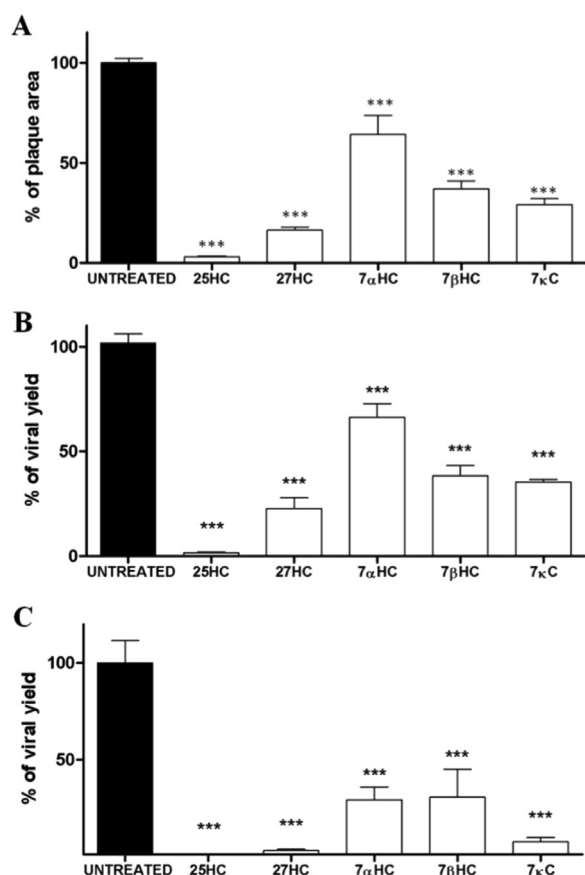 A
% of plaque area
100
50
0
*** *** *** *** ***
UNTREATED 25HC 27HC 7αHC 7βHC 7κC
B
% of viral yield
100
50
0
*** *** *** *** ***
UNTREATED 25HC 27HC 7αHC 7βHC 7κC
C
% of viral yield
100
50
*** *** *** *** ***
UNTREATED 25HC 27HC 7αHC 7βHC 7κC